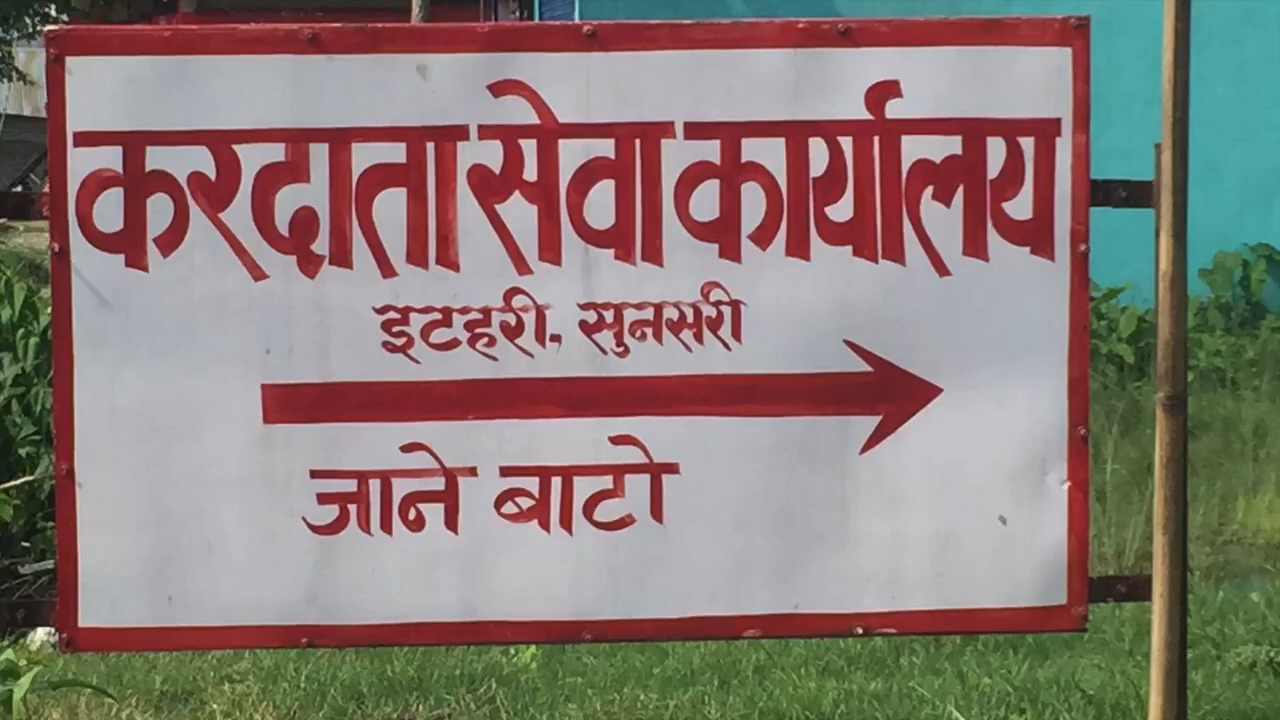 करदाता सेवा कार्यालय
इटहरी, सुनसरी
जाने बाटो